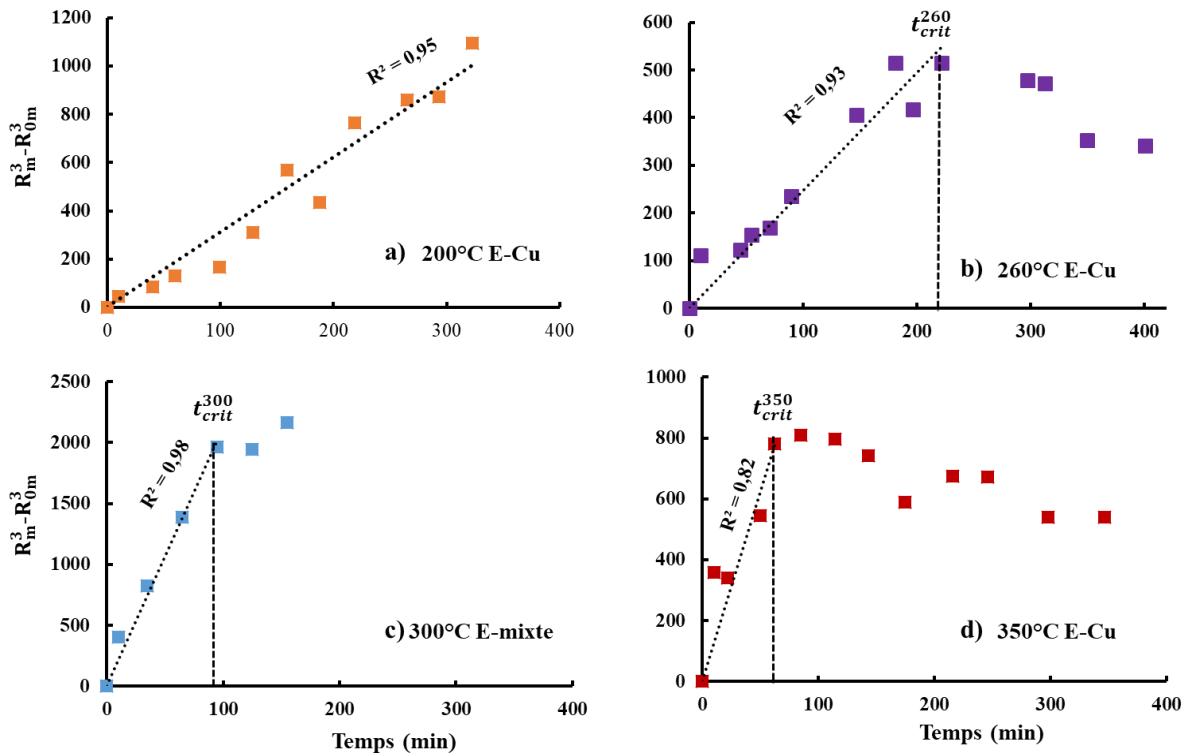 R³m-R³0m
1200
1000
800
600
400
200
0
R² = 0,95
a) 200°C E-Cu
0 100 200 300 400
600
500
400
300
200
100
0
t²⁶⁰crit
R² = 0,93
b) 260°C E-Cu
0 100 200 300 400
R³m-R³0m
2500
2000
1500
1000
500
0
t³⁰⁰crit
R² = 0,98
c) 300°C E-mixte
0 100 200 300 400
Temps (min)
1000
800
600
400
200
0
t³⁵⁰crit
R² = 0,82
d) 350°C E-Cu
0 100 200 300 400
Temps (min)